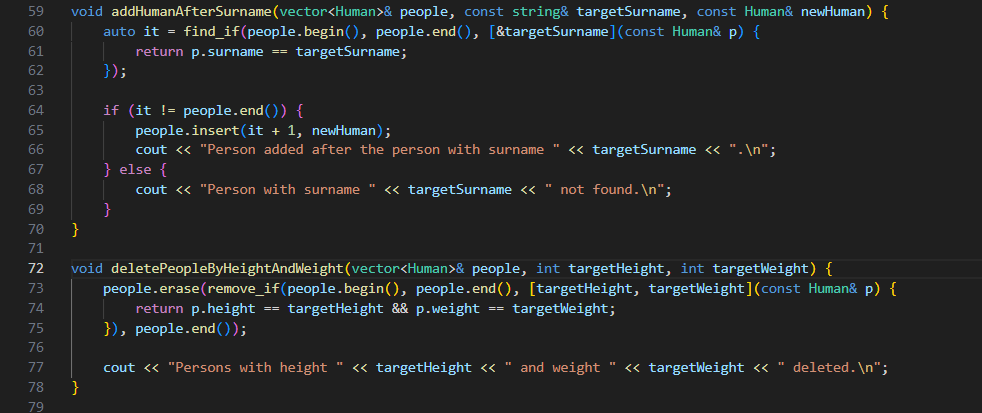 59 void addHumanAfterSurname(vector<Human>& people, const string& targetSurname, const Human& newHuman) {
60     auto it = find_if(people.begin(), people.end(), [&targetSurname](const Human& p) {
61         return p.surname == targetSurname;
62     });
63
64     if (it != people.end()) {
65         people.insert(it + 1, newHuman);
66         cout << "Person added after the person with surname " << targetSurname << ".\n";
67     } else {
68         cout << "Person with surname " << targetSurname << " not found.\n";
69     }
70 }
71
72 void deletePeopleByHeightAndWeight(vector<Human>& people, int targetHeight, int targetWeight) {
73     people.erase(remove_if(people.begin(), people.end(), [targetHeight, targetWeight](const Human& p) {
74         return p.height == targetHeight && p.weight == targetWeight;
75     }), people.end());
76
77     cout << "Persons with height " << targetHeight << " and weight " << targetWeight << " deleted.\n";
78 }
79